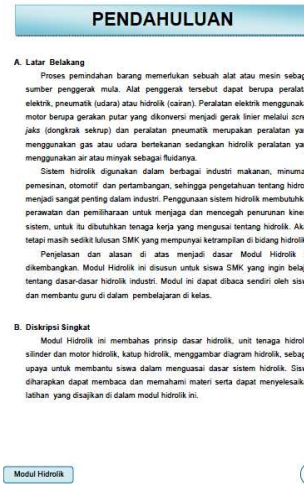 PENDAHULUAN
A. Latar Belakang
Proses pemindahan barang memerlukan sebuah alat atau mesin sebag
sumber penggerak mula. Alat penggerak tersebut dapat berupa peralat
elektrik, pneumatik (udara) atau hidrolik (cairan). Peralatan elektrik menggunak
motor berupa gerakan putar yang dikonversi menjadi gerak linier melalui scre
jaks (dongkrak sekrup) dan peralatan pneumatik merupakan peralatan ya
menggunakan gas atau udara bertekanan sedangkan hidrolik peralatan ya
menggunakan air atau minyak sebagai fluidanya.
Sistem hidrolik digunakan dalam berbagai industri makanan, minuma
pemesinan, otomotif dan pertambangan, sehingga pengetahuan tentang hidro
menjadi sangat penting dalam industri. Penggunaan sistem hidrolik membutuhk
perawatan dan pemiliharaan untuk menjaga dan mencegah penurunan kine
sistem, untuk itu dibutuhkan tenaga kerja yang mengusai tentang hidrolik. Ak
tetapi masih sedikit lulusan SMK yang mempunyai ketrampilan di bidang hidrolik
Penjelasan dan alasan di atas menjadi dasar Modul Hidrolik
dikembangkan. Modul Hidrolik ini disusun untuk siswa SMK yang ingin belaj
tentang dasar-dasar hidrolik industri. Modul ini dapat dibaca sendiri oleh sisw
dan membantu guru di dalam pembelajaran di kelas.
B. Diskripsi Singkat
Modul Hidrolik ini membahas prinsip dasar hidrolik, unit tenaga hidrol
silinder dan motor hidrolik, katup hidrolik, menggambar diagram hidrolik, sebag
upaya untuk membantu siswa dalam menguasai dasar sistem hidrolik. Sisw
diharapkan dapat membaca dan memahami materi serta dapat menyelesaik
latihan yang disajikan di dalam modul hidrolik ini.
Modul Hidrolik